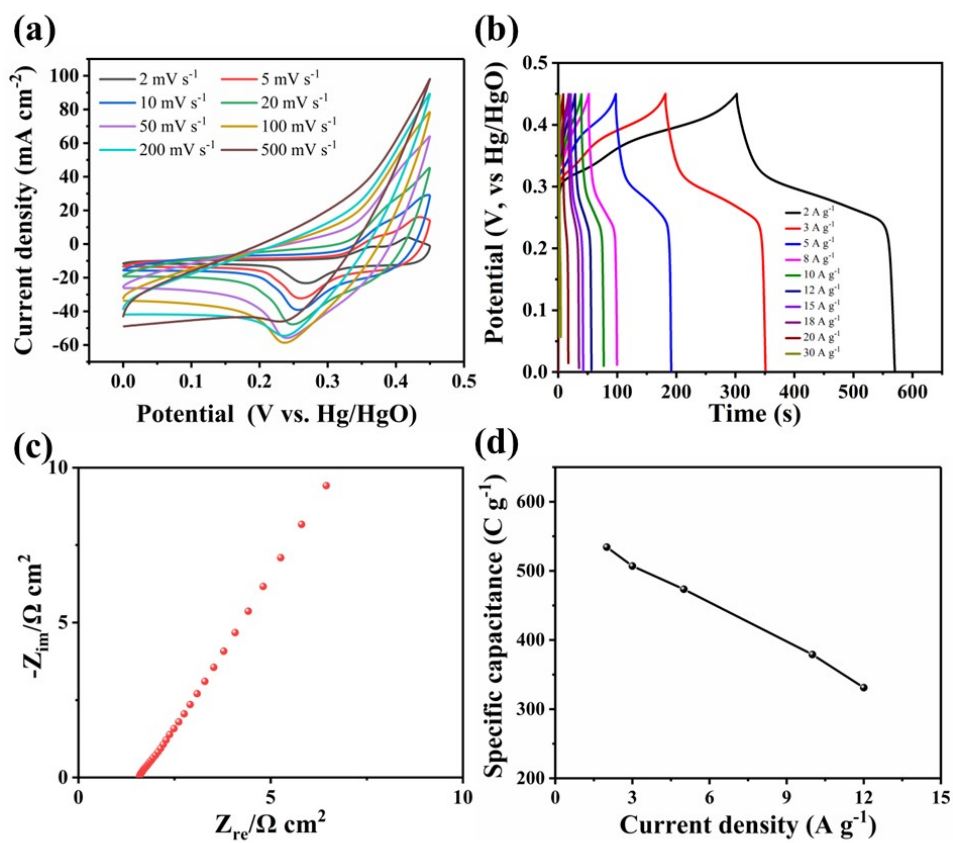 (a)
Current density (mA cm-2)
100
80
60
40
20
0
-20
-40
-60
2 mV s-1
5 mV s-1
10 mV s-1
20 mV s-1
50 mV s-1
100 mV s-1
200 mV s-1
500 mV s-1
0.0 0.1 0.2 0.3 0.4 0.5
Potential (V vs. Hg/HgO)
(b)
Potential (V, vs Hg/HgO)
0.5
0.4
0.3
0.2
0.1
0.0
2 A g-1
3 A g-1
5 A g-1
8 A g-1
10 A g-1
12 A g-1
15 A g-1
18 A g-1
20 A g-1
30 A g-1
0 100 200 300 400 500 600
Time (s)
(c)
-Zim/Ω cm2
10
5
0
0 5 10
Zre/Ω cm2
(d)
Specific capacitance (C g-1)
600
500
400
300
200
0 3 6 9 12 15
Current density (A g-1)